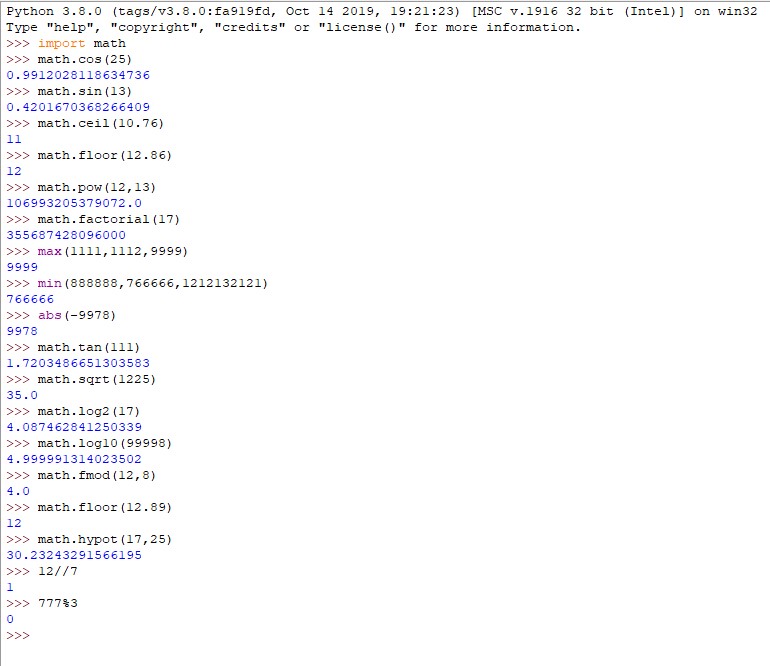 Python 3.8.0 (tags/v3.8.0:fa919fd, Oct 14 2019, 19:21:23) [MSC v.1916 32 bit (Intel)] on win32
Type "help", "copyright", "credits" or "license()" for more information.
>>> import math
>>> math.cos(25)
0.9912028118634736
>>> math.sin(13)
0.4201670368266409
>>> math.ceil(10.76)
11
>>> math.floor(12.86)
12
>>> math.pow(12,13)
106993205379072.0
>>> math.factorial(17)
355687428096000
>>> max(1111,1112,9999)
9999
>>> min(888888,766666,1212132121)
766666
>>> abs(-9978)
9978
>>> math.tan(111)
1.7203486651303583
>>> math.sqrt(1225)
35.0
>>> math.log2(17)
4.087462841250339
>>> math.log10(99998)
4.999991314023502
>>> math.fmod(12,8)
4.0
>>> math.floor(12.89)
12
>>> math.hypot(17,25)
30.23243291566195
>>> 12//7
1
>>> 777%3
0
>>>